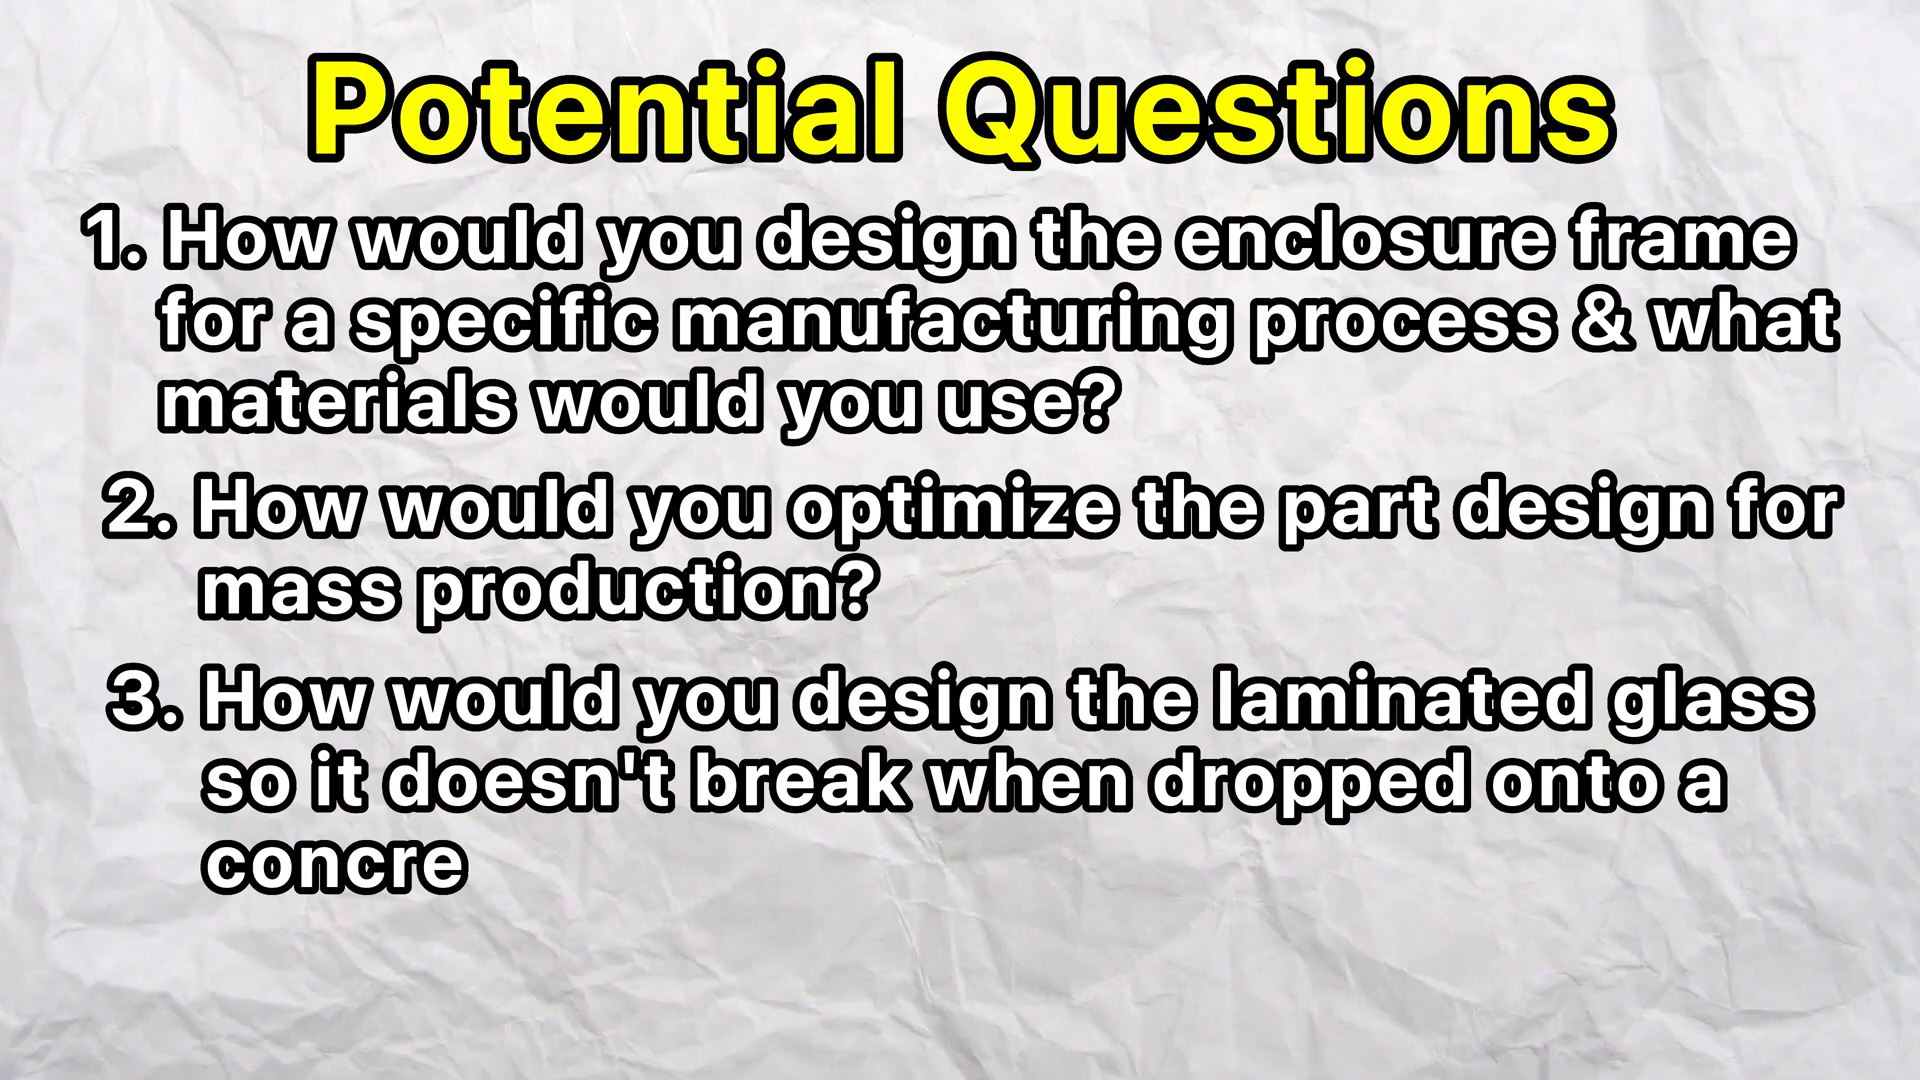 Potential Questions
1. How would you design the enclosure frame
for a specific manufacturing process & what
materials would you use?
2. How would you optimize the part design for
mass production?
3. How would you design the laminated glass
so it doesn't break when dropped onto a
concre